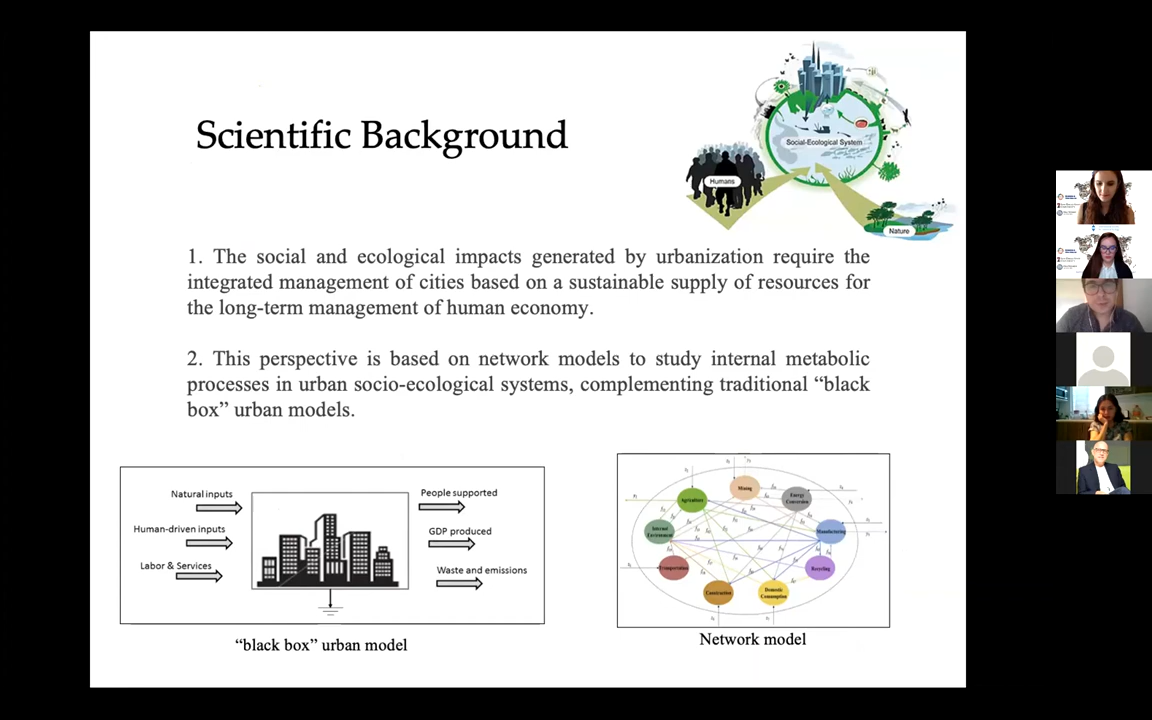 Scientific Background
Social-Ecological System
Humans
Nature
1. The social and ecological impacts generated by urbanization require the
integrated management of cities based on a sustainable supply of resources for
the long-term management of human economy.
2. This perspective is based on network models to study internal metabolic
processes in urban socio-ecological systems, complementing traditional “black
box” urban models.
Natural inputs
Human-driven inputs
Labor & Services
People supported
GDP produced
Waste and emissions
“black box” urban model
Mining
Agriculture
Energy
Conversion
Internal
Environment
Manufacturing
Transportation
Recycling
Construction
Domestic
Consumption
Network model